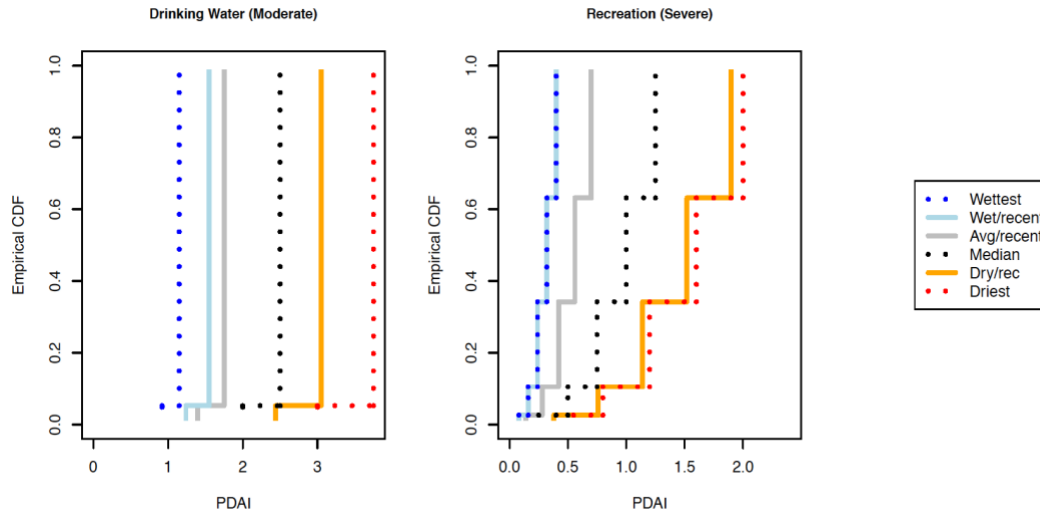 Drinking Water (Moderate)
Empirical CDF
0.0 0.2 0.4 0.6 0.8 1.0
0 1 2 3
PDAI
Recreation (Severe)
Empirical CDF
0.0 0.2 0.4 0.6 0.8 1.0
0.0 0.5 1.0 1.5 2.0
PDAI
Wettest
Wet/recent
Avg/recent
Median
Dry/rec
Driest